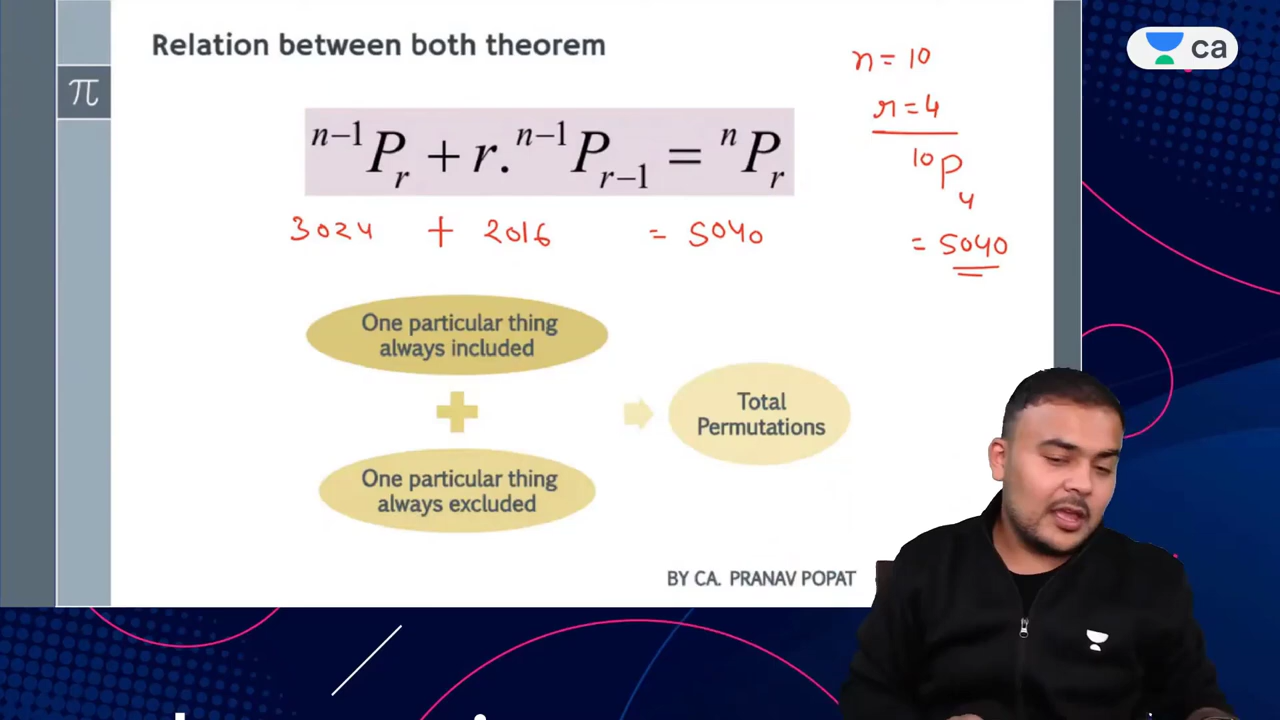 Relation between both theorem
π
ca
n = 10
r = 4
ⁿ⁻¹Pᵣ + r.ⁿ⁻¹Pᵣ₋₁ = ⁿPᵣ
¹⁰P₄
3024 + 2016 = 5040
= 5040
One particular thing
always included
Total
Permutations
One particular thing
always excluded
BY CA. PRANAV POPAT